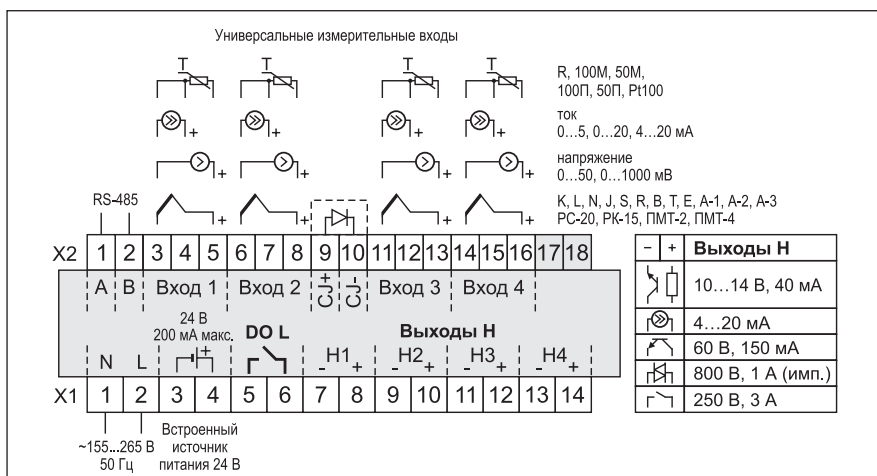 Универсальные измерительные входы
T T T T
R, 100М, 50М,
100П, 50П, Pt100
ток
0...5, 0...20, 4...20 мА
напряжение
0...50, 0...1000 мВ
K, L, N, J, S, R, B, T, E, А-1, А-2, А-3
РС-20, РК-15, ПМТ-2, ПМТ-4
RS-485
X2 1 2 3 4 5 6 7 8 9 10 11 12 13 14 15 16 17 18
A B Вход 1 Вход 2 CJ+ CJ- Вход 3 Вход 4
24 В
200 мА макс.
DO L
Выходы Н
N L - + -H1+ -H2+ -H3+ -H4+
X1 1 2 3 4 5 6 7 8 9 10 11 12 13 14
~155...265 В
50 Гц
Встроенный
источник
питания 24 В
− + Выходы Н
10...14 В, 40 мА
4...20 мА
60 В, 150 мА
800 В, 1 А (имп.)
250 В, 3 А